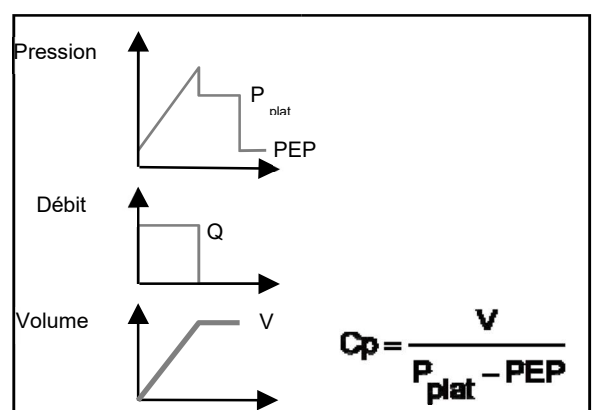 Pression
P plat
PEP
Débit
Q
Volume
V
Cp = V / P plat – PEP